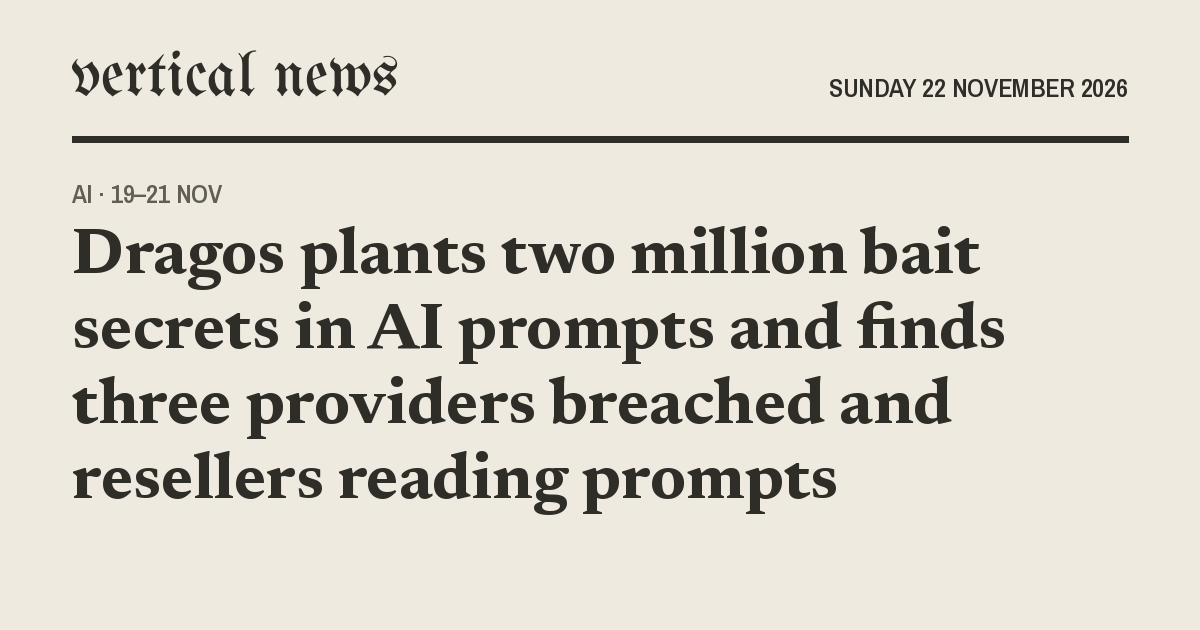 vertical news
SUNDAY 22 NOVEMBER 2026
AI · 19–21 NOV
Dragos plants two million bait
secrets in AI prompts and finds
three providers breached and
resellers reading prompts